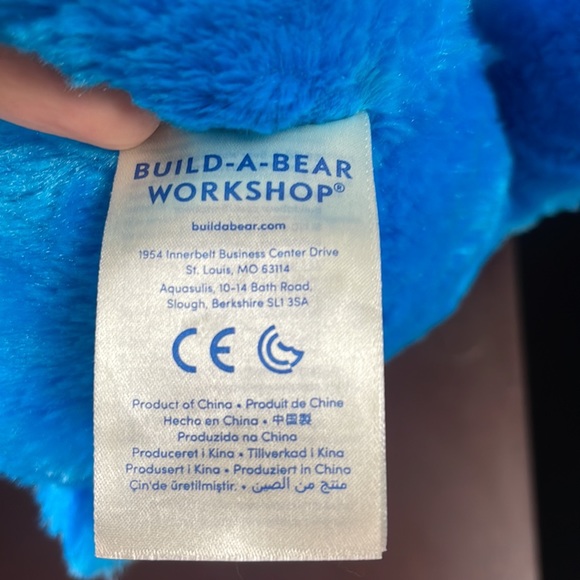 BUILD-A-BEAR
WORKSHOP®
buildabear.com
1954 Innerbelt Business Center Drive
St. Louis, MO 63114
Aquasulis, 10-14 Bath Road,
Slough, Berkshire SL1 3SA
CE
Product of China • Produit de Chine
Hecho en China • 中国製
Produzido na China
Produceret i Kina • Tillverkad i Kina
Produsert i Kina • Produziert in China
Çin'de üretilmiştir. • منتج من الصين